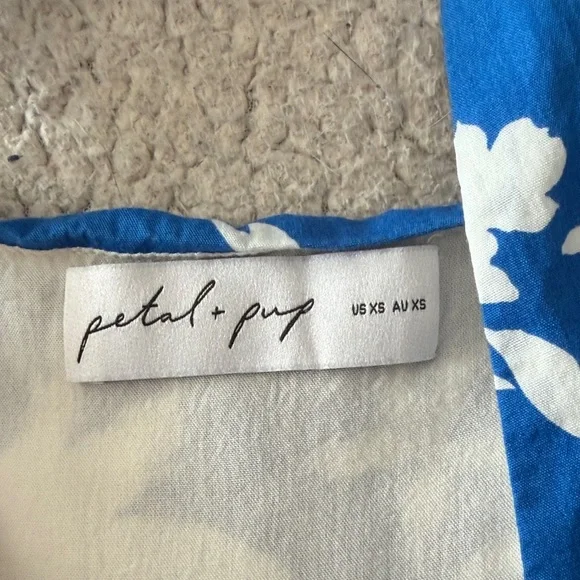 petal + pup US XS AU XS